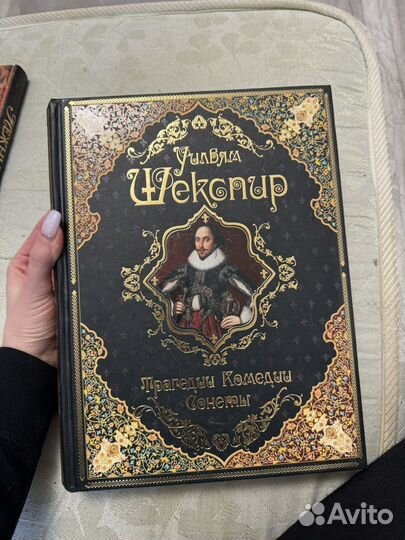 Уильям
Шекспир
Трагедии Комедии
Сонеты
Avito